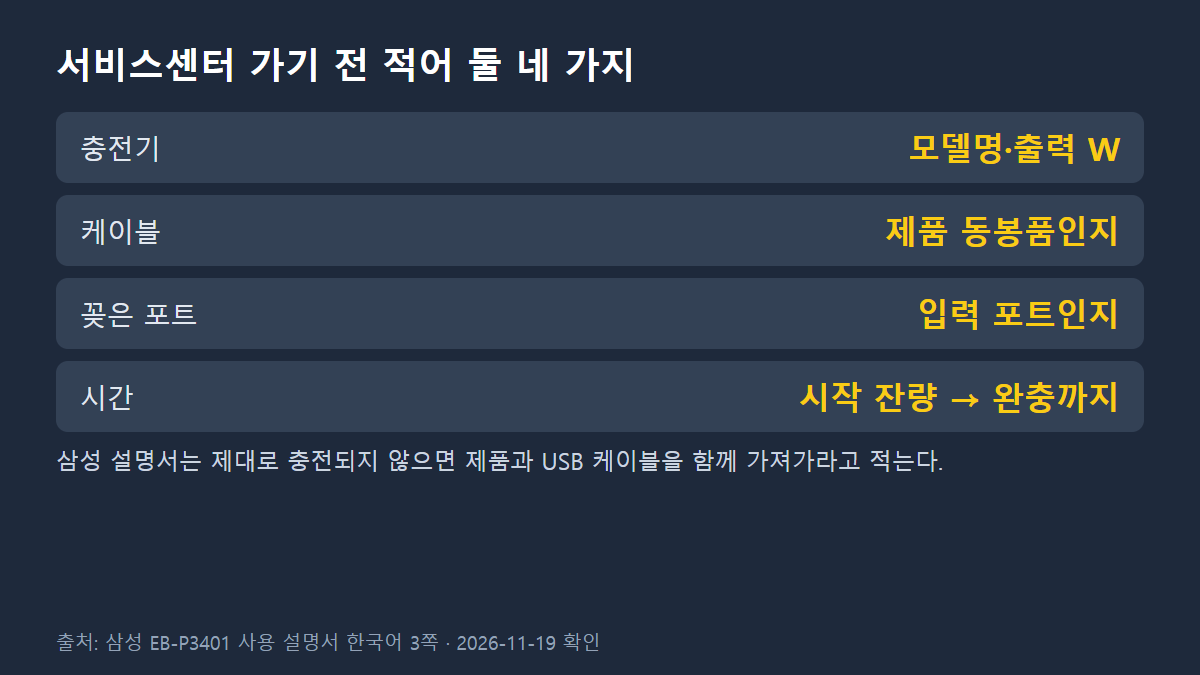 서비스센터 가기 전 적어 둘 네 가지
충전기 모델명·출력 W
케이블 제품 동봉품인지
꽂은 포트 입력 포트인지
시간 시작 잔량 → 완충까지
삼성 설명서는 제대로 충전되지 않으면 제품과 USB 케이블을 함께 가져가라고 적는다.
출처: 삼성 EB-P3401 사용 설명서 한국어 3쪽 · 2026-11-19 확인